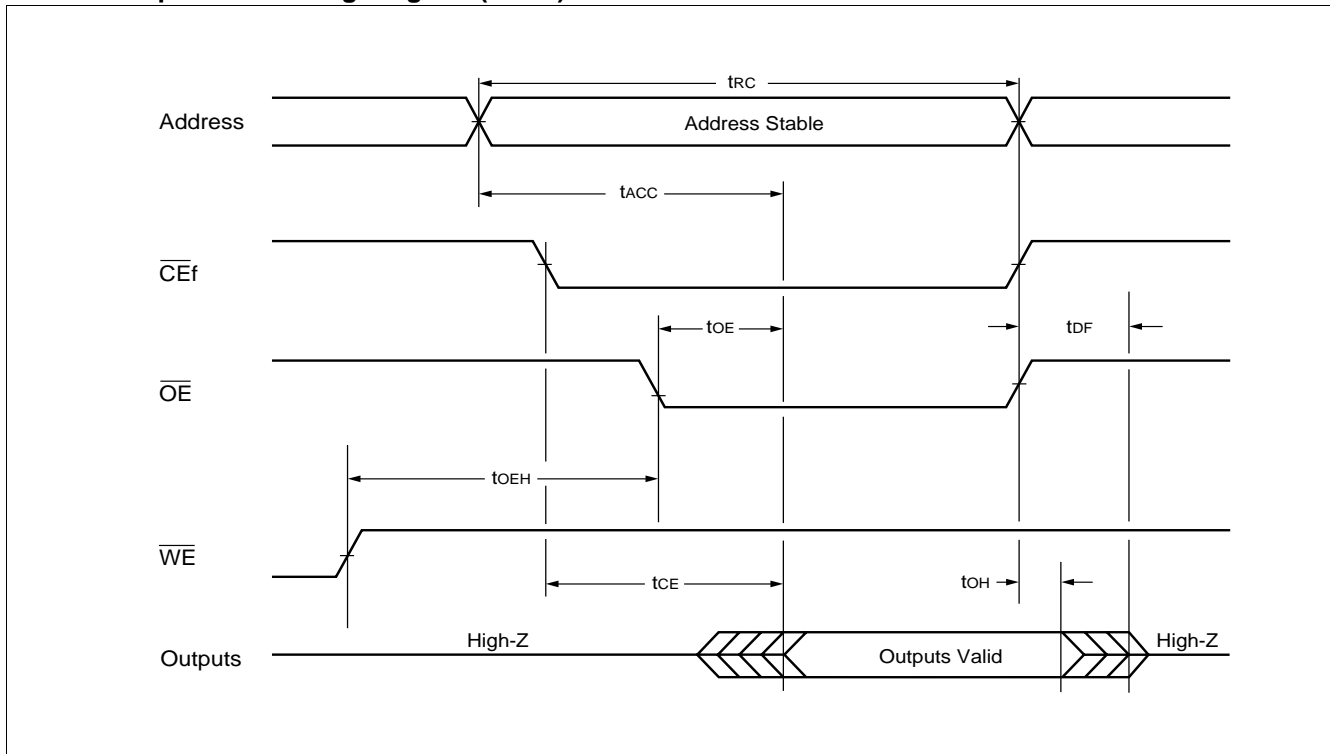 tRC
Address
Address Stable
tACC
CEf
tOE
tDF
OE
tOEH
WE
tCE
tOH
High-Z
High-Z
Outputs
Outputs Valid